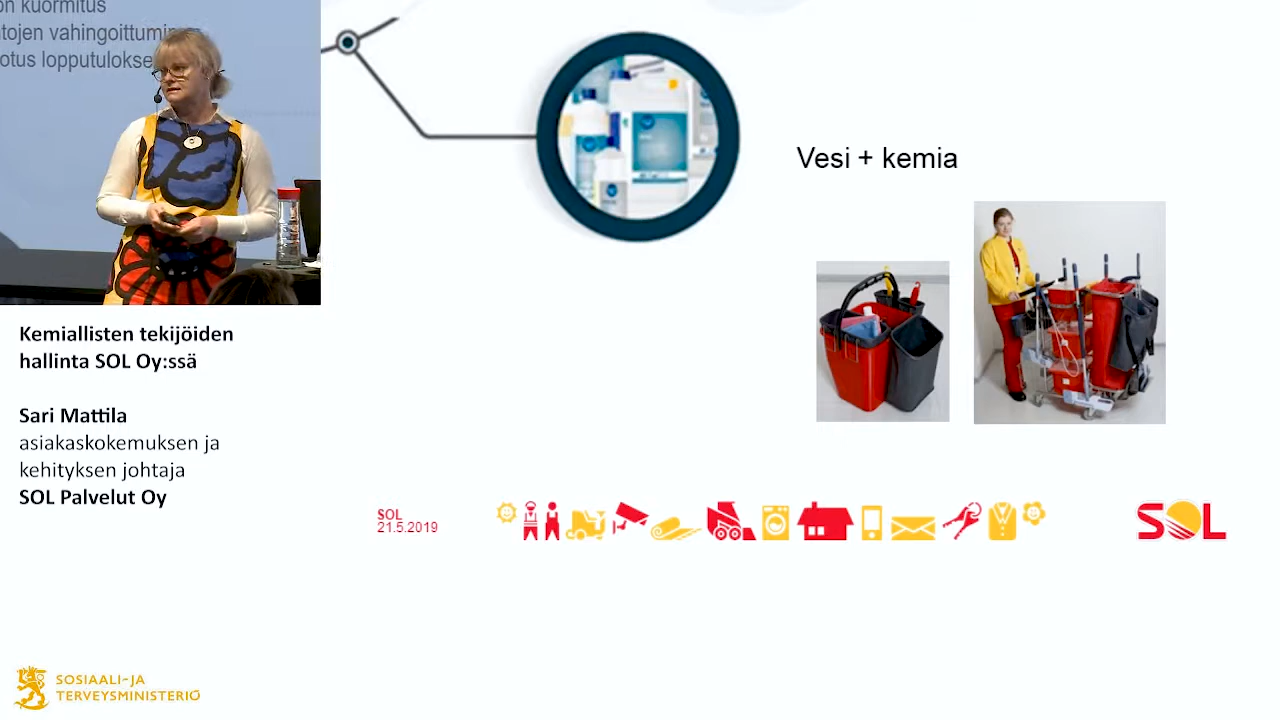 on kuormitus
tojen vahingoittumi
otus lopputulokse
Vesi + kemia
Kemiallisten tekijöiden
hallinta SOL Oy:ssä
Sari Mattila
asiakaskokemuksen ja
kehityksen johtaja
SOL Palvelut Oy
SOL
21.5.2019
SOL
SOSIAALI-JA
TERVEYSMINISTERIÖ